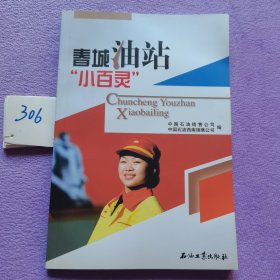 春城油站
“小百灵”
Chuncheng Youzhan
Xiaobailing
中国石油销售公司
中国石油西南销售公司 编
306
石油工业出版社